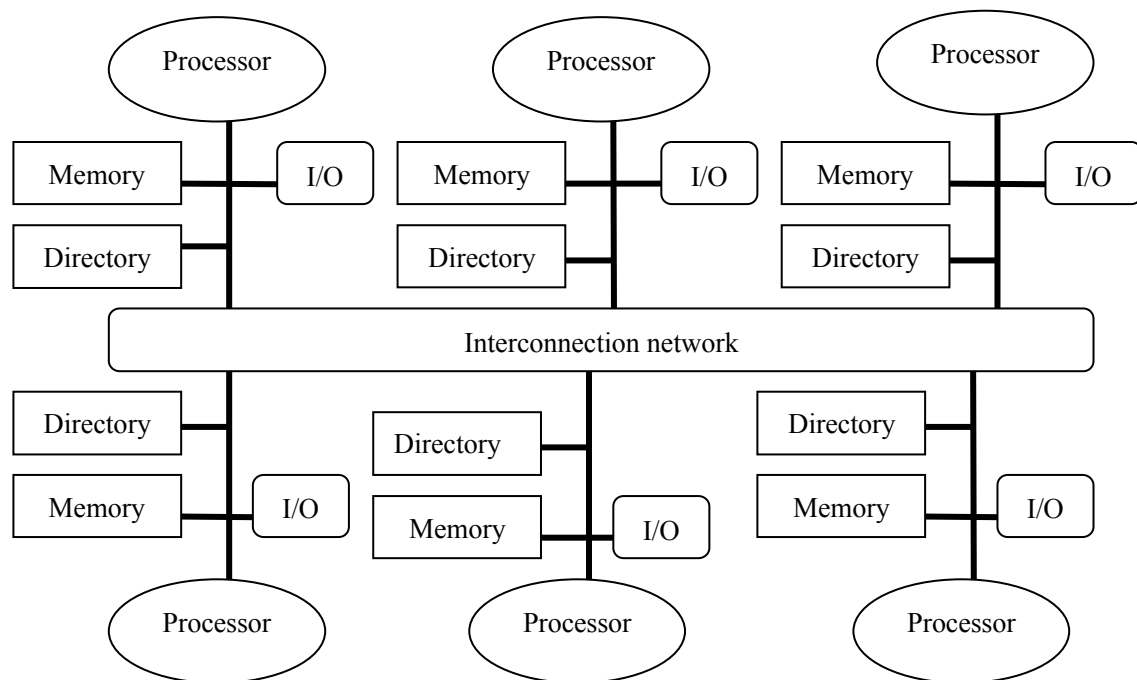 Processor
Processor
Processor
Memory
I/O
Memory
I/O
Memory
I/O
Directory
Directory
Directory
Interconnection network
Directory
Directory
Directory
Memory
I/O
Memory
I/O
Memory
I/O
Processor
Processor
Processor